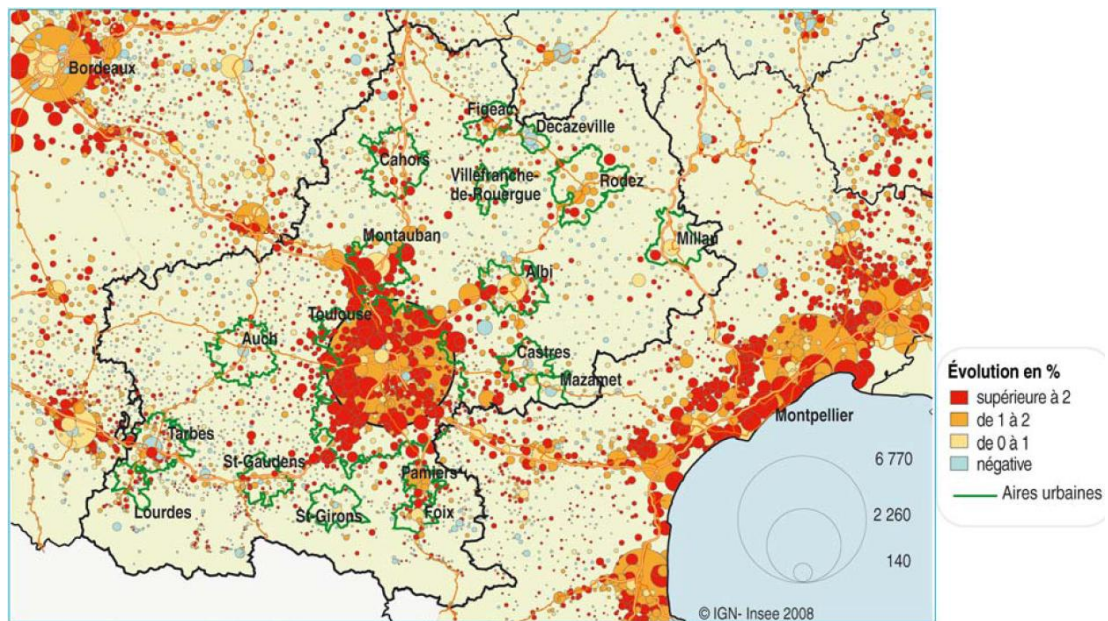 Bordeaux
Figeac
Decazeville
Cahors
Villefranche-
de-Rouergue
Rodez
Montauban
Millau
Albi
Toulouse
Auch
Castres
Mazamet
Montpellier
Tarbes
St-Gaudens
Pamiers
Lourdes
St-Girons
Foix
6 770
2 260
140
© IGN- Insee 2008
Évolution en %
supérieure à 2
de 1 à 2
de 0 à 1
négative
Aires urbaines